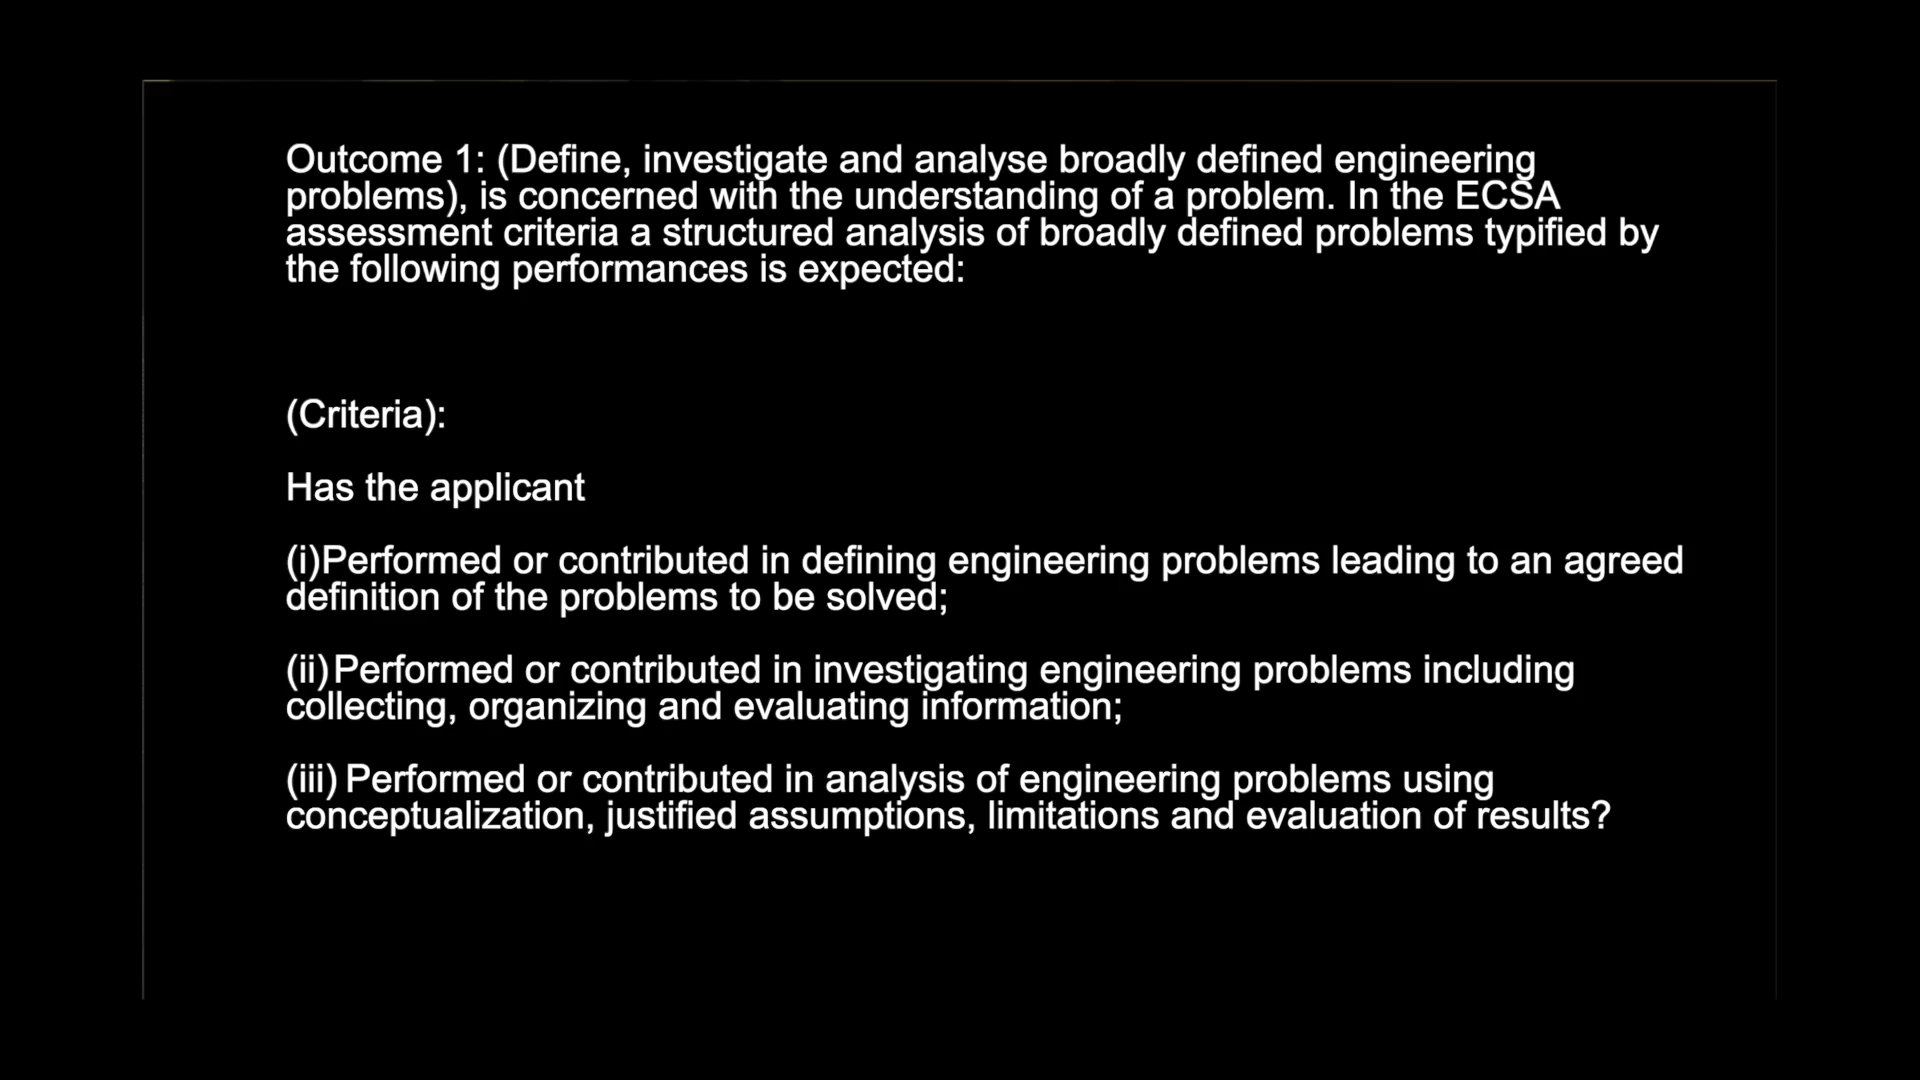 Outcome 1: (Define, investigate and analyse broadly defined engineering
problems), is concerned with the understanding of a problem. In the ECSA
assessment criteria a structured analysis of broadly defined problems typified by
the following performances is expected:
(Criteria):
Has the applicant
(i)Performed or contributed in defining engineering problems leading to an agreed
definition of the problems to be solved;
(ii) Performed or contributed in investigating engineering problems including
collecting, organizing and evaluating information;
(iii) Performed or contributed in analysis of engineering problems using
conceptualization, justified assumptions, limitations and evaluation of results?